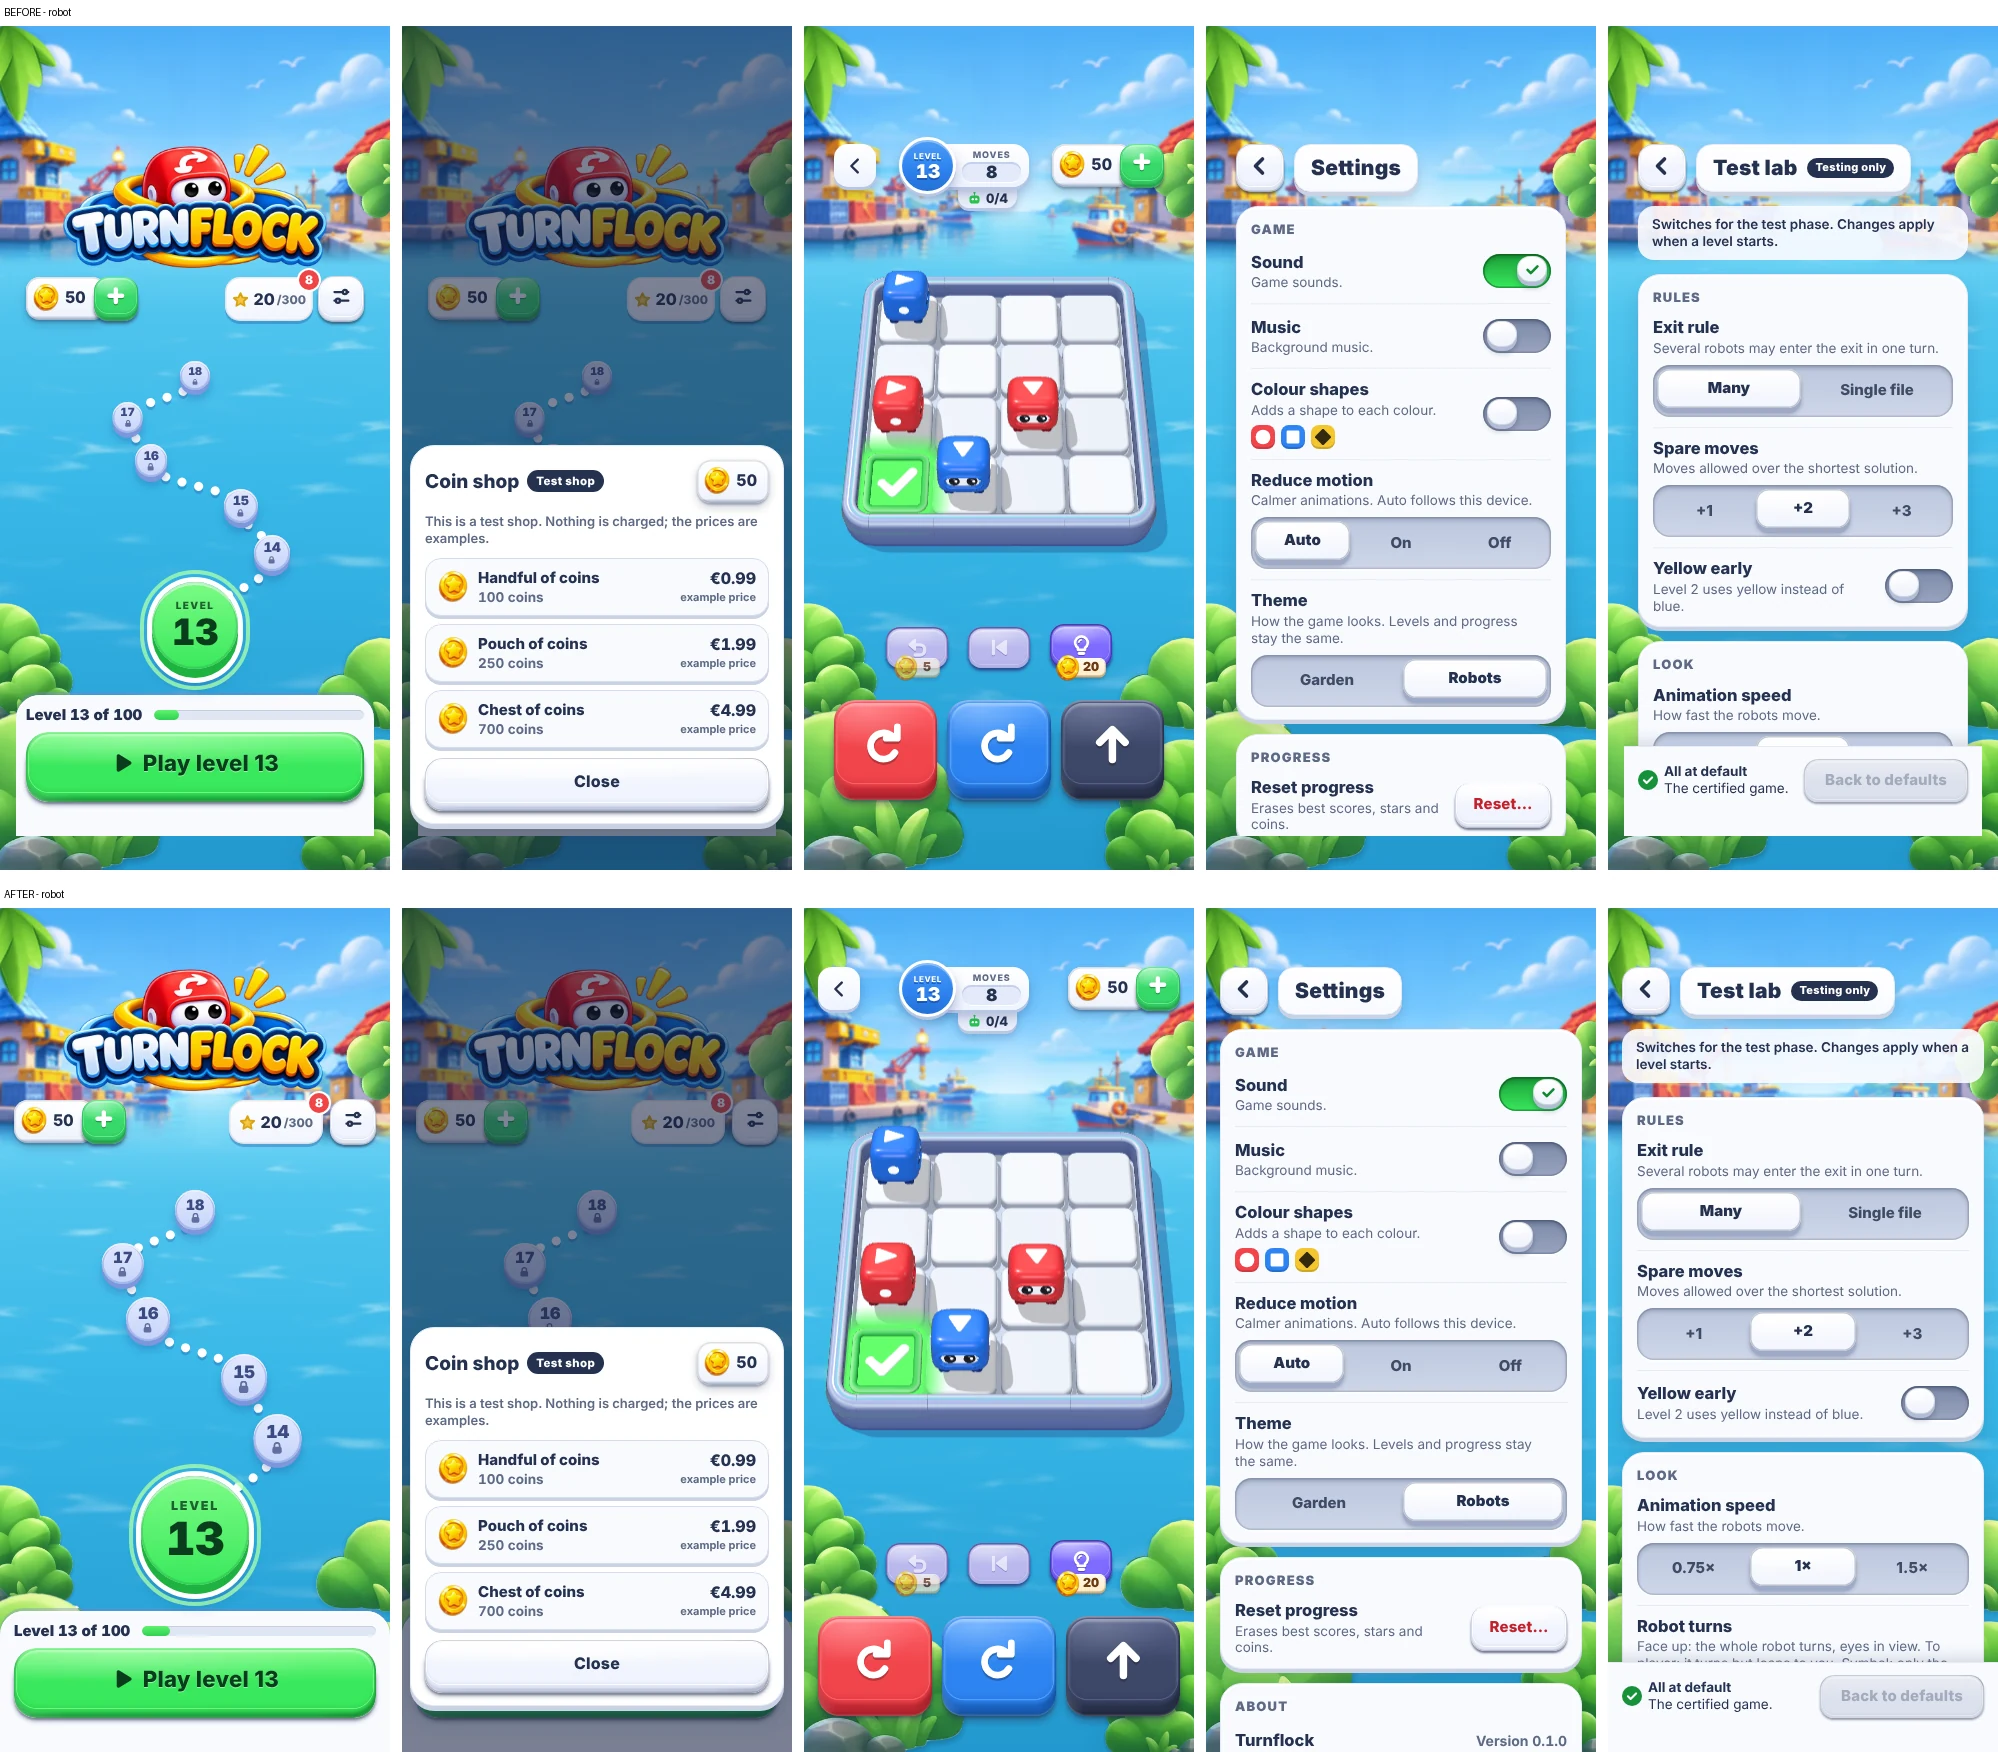 BEFORE - robot
TURNFLOCK
50
8
20/300
18
17
16
15
14
LEVEL
13
Level 13 of 100
Play level 13
TURNFLOCK
50
8
20/300
18
17
Coin shop
Test shop
50
This is a test shop. Nothing is charged; the prices are
examples.
Handful of coins
€0.99
100 coins
example price
Pouch of coins
€1.99
250 coins
example price
Chest of coins
€4.99
700 coins
example price
Close
LEVEL
13
MOVES
8
0/4
50
5
20
Settings
GAME
Sound
Game sounds.
Music
Background music.
Colour shapes
Adds a shape to each colour.
Reduce motion
Calmer animations. Auto follows this device.
Auto
On
Off
Theme
How the game looks. Levels and progress
stay the same.
Garden
Robots
PROGRESS
Reset progress
Erases best scores, stars and
coins.
Reset...
Test lab
Testing only
Switches for the test phase. Changes apply
when a level starts.
RULES
Exit rule
Several robots may enter the exit in one turn.
Many
Single file
Spare moves
Moves allowed over the shortest solution.
+1
+2
+3
Yellow early
Level 2 uses yellow instead of
blue.
LOOK
Animation speed
How fast the robots move.
All at default
The certified game.
Back to defaults
AFTER - robot
TURNFLOCK
50
8
20/300
18
17
16
15
14
LEVEL
13
Level 13 of 100
Play level 13
TURNFLOCK
50
8
20/300
18
17
16
Coin shop
Test shop
50
This is a test shop. Nothing is charged; the prices are
examples.
Handful of coins
€0.99
100 coins
example price
Pouch of coins
€1.99
250 coins
example price
Chest of coins
€4.99
700 coins
example price
Close
LEVEL
13
MOVES
8
0/4
50
5
20
Settings
GAME
Sound
Game sounds.
Music
Background music.
Colour shapes
Adds a shape to each colour.
Reduce motion
Calmer animations. Auto follows this device.
Auto
On
Off
Theme
How the game looks. Levels and progress stay
the same.
Garden
Robots
PROGRESS
Reset progress
Erases best scores, stars and
coins.
Reset...
ABOUT
Turnflock
Version 0.1.0
Test lab
Testing only
Switches for the test phase. Changes apply when a
level starts.
RULES
Exit rule
Several robots may enter the exit in one turn.
Many
Single file
Spare moves
Moves allowed over the shortest solution.
+1
+2
+3
Yellow early
Level 2 uses yellow instead of blue.
LOOK
Animation speed
How fast the robots move.
0.75×
1×
1.5×
Robot turns
Face up: the whole robot turns, eyes in view. To
All at default
The certified game.
Back to defaults